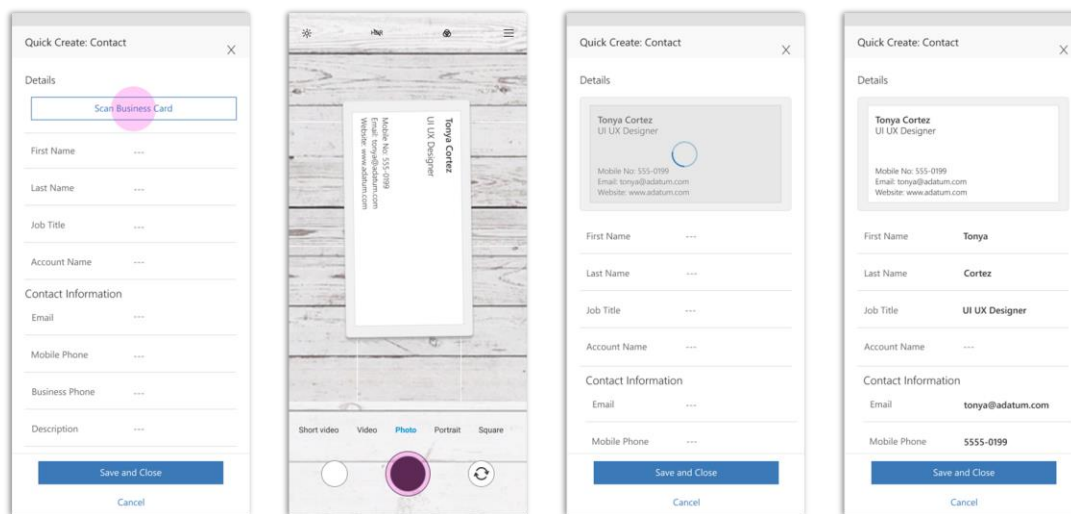 Quick Create: Contact
X
Details
Scan Business Card
First Name ---
Last Name ---
Job Title ---
Account Name ---
Contact Information
Email ---
Mobile Phone ---
Business Phone ---
Description ---
Save and Close
Cancel
Tonya Cortez
UI UX Designer
Mobile No: 555-0199
Email: tonya@adatum.com
Website: www.adatum.com
Short video Video Photo Portrait Square
Quick Create: Contact
X
Details
Tonya Cortez
UI UX Designer
Mobile No: 555-0199
Email: tonya@adatum.com
Website: www.adatum.com
First Name ---
Last Name ---
Job Title ---
Account Name ---
Contact Information
Email ---
Mobile Phone ---
Save and Close
Cancel
Quick Create: Contact
X
Details
Tonya Cortez
UI UX Designer
Mobile No: 555-0199
Email: tonya@adatum.com
Website: www.adatum.com
First Name Tonya
Last Name Cortez
Job Title UI UX Designer
Account Name ---
Contact Information
Email tonya@adatum.com
Mobile Phone 5555-0199
Save and Close
Cancel